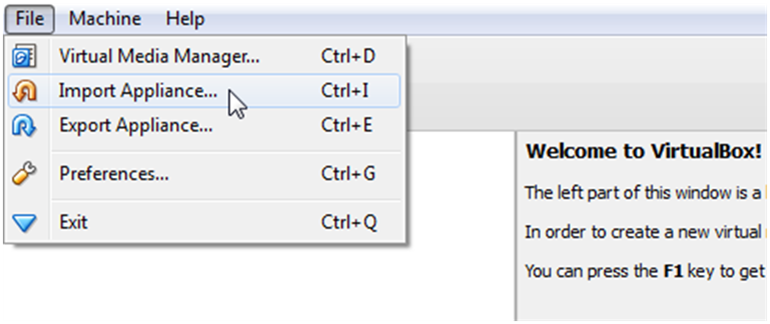 File Machine Help
Virtual Media Manager... Ctrl+D
Import Appliance... Ctrl+I
Export Appliance... Ctrl+E
Preferences... Ctrl+G
Exit Ctrl+Q
Welcome to VirtualBox!
The left part of this window is a
In order to create a new virtual
You can press the F1 key to get